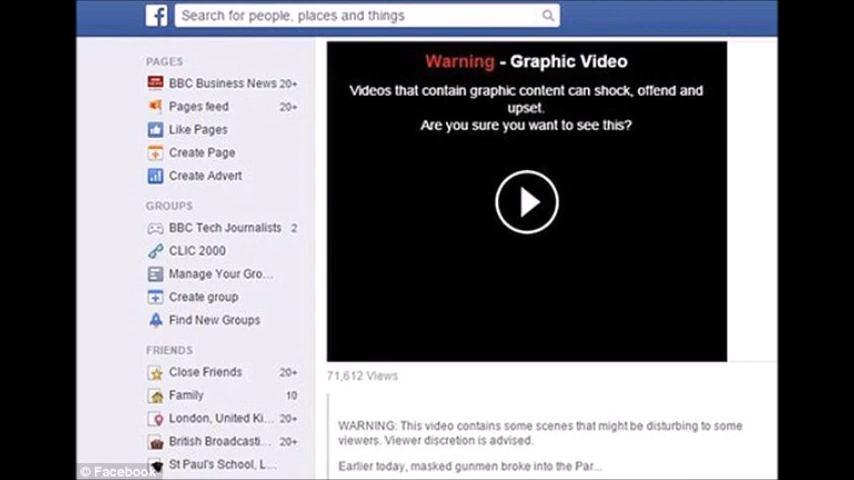 f
Search for people, places and things
PAGES
BBC Business News 20+
Pages feed 20+
Like Pages
Create Page
Create Advert
GROUPS
BBC Tech Journalists 2
CLIC 2000
Manage Your Gro...
Create group
Find New Groups
FRIENDS
Close Friends 20+
Family 10
London, United Ki... 20+
British Broadcasti... 20+
St Paul's School, L...
© Facebook
Warning - Graphic Video
Videos that contain graphic content can shock, offend and
upset.
Are you sure you want to see this?
71,612 Views
WARNING: This video contains some scenes that might be disturbing to some
viewers. Viewer discretion is advised.
Earlier today, masked gunmen broke into the Par...